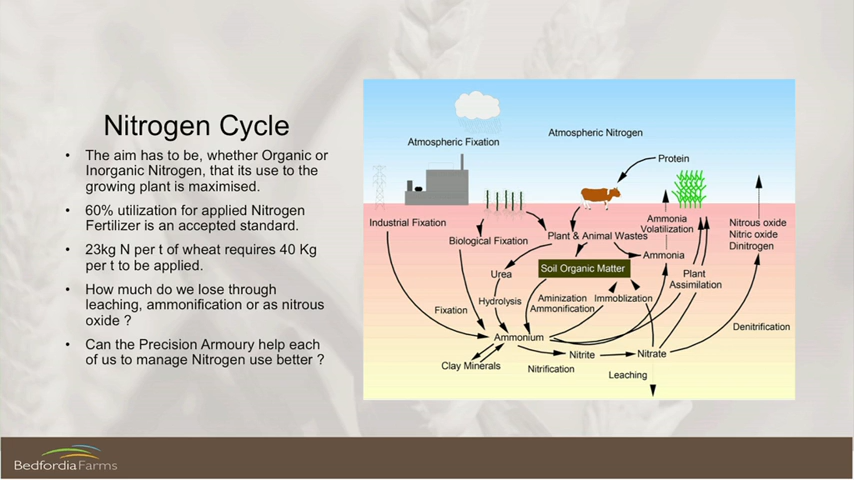 Nitrogen Cycle
• The aim has to be, whether Organic or
Inorganic Nitrogen, that its use to the
growing plant is maximised.
• 60% utilization for applied Nitrogen
Fertilizer is an accepted standard.
• 23kg N per t of wheat requires 40 Kg
per t to be applied.
• How much do we lose through
leaching, ammonification or as nitrous
oxide ?
• Can the Precision Armoury help each
of us to manage Nitrogen use better ?
Atmospheric Fixation
Atmospheric Nitrogen
Protein
Industrial Fixation
Biological Fixation
Plant & Animal Wastes
Ammonia
Volatilization
Nitrous oxide
Nitric oxide
Dinitrogen
Ammonia
Urea
Soil Organic Matter
Plant
Assimilation
Hydrolysis
Aminization
Ammonification
Immoblization
Fixation
Denitrification
Ammonium
Nitrite
Nitrate
Clay Minerals
Nitrification
Leaching
BedfordiaFarms